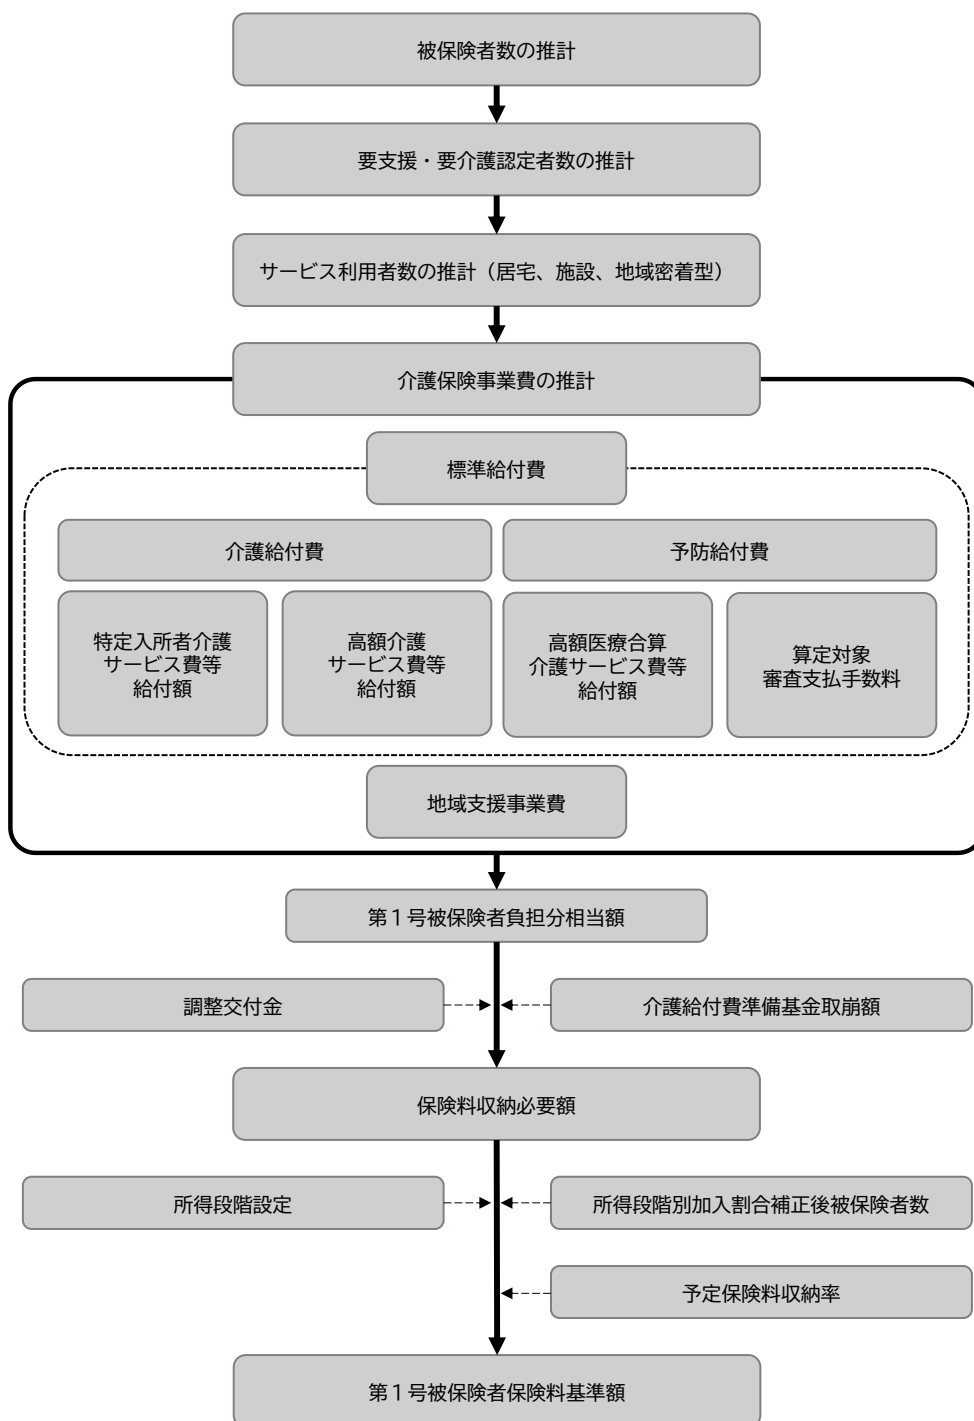 被保険者数の推計
要支援・要介護認定者数の推計
サービス利用者数の推計（居宅、施設、地域密着型）
介護保険事業費の推計
標準給付費
介護給付費
予防給付費
特定入所者介護
サービス費等
給付額
高額介護
サービス費等
給付額
高額医療合算
介護サービス費等
給付額
算定対象
審査支払手数料
地域支援事業費
第１号被保険者負担分相当額
調整交付金
介護給付費準備基金取崩額
保険料収納必要額
所得段階設定
所得段階別加入割合補正後被保険者数
予定保険料収納率
第１号被保険者保険料基準額